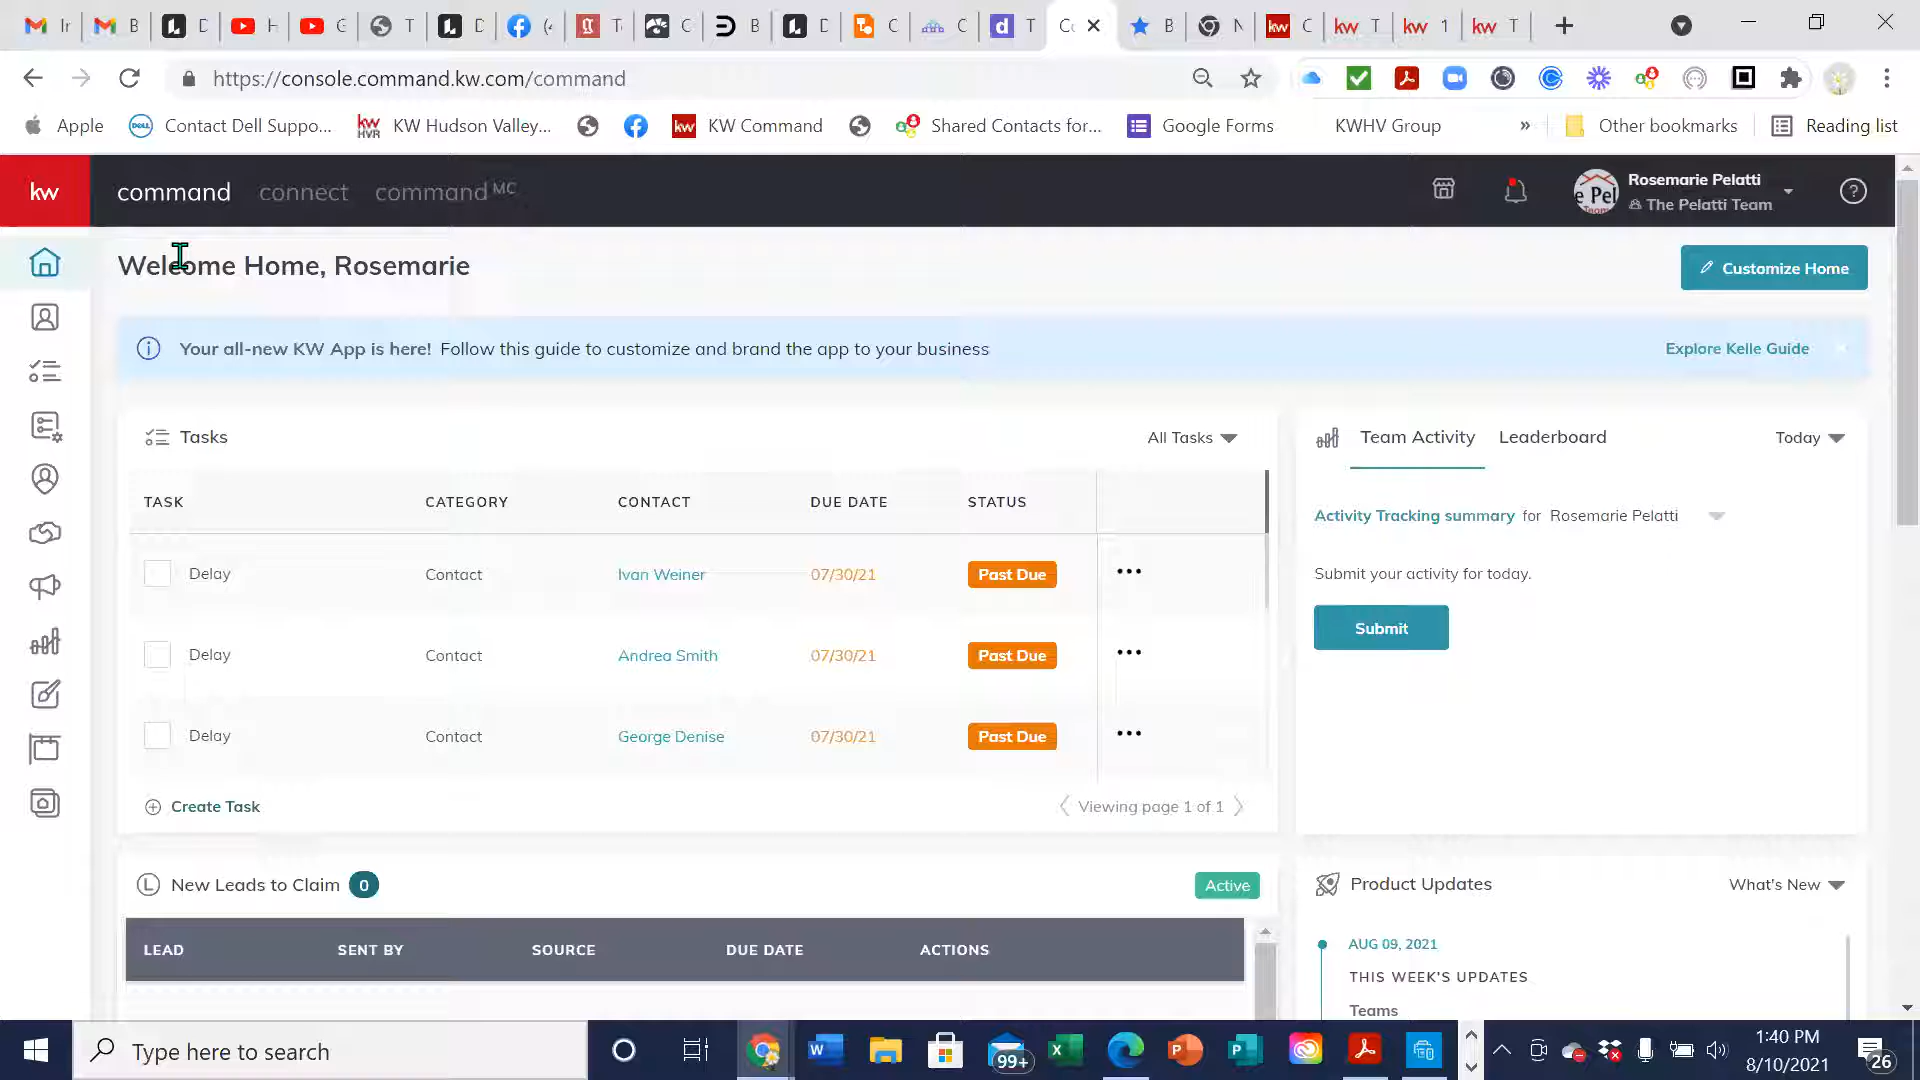 https://console.command.kw.com/command
Apple
Contact Dell Suppo...
KW Hudson Valley...
KW Command
Shared Contacts for...
Google Forms
KWHV Group
»
Other bookmarks
Reading list
kw
command
connect
command MC
Rosemarie Pelatti
The Pelatti Team
Welcome Home, Rosemarie
Customize Home
Your all-new KW App is here! Follow this guide to customize and brand the app to your business
Explore Kelle Guide
Tasks
All Tasks
TASK CATEGORY CONTACT DUE DATE STATUS
Delay Contact Ivan Weiner 07/30/21 Past Due
Delay Contact Andrea Smith 07/30/21 Past Due
Delay Contact George Denise 07/30/21 Past Due
Create Task
Viewing page 1 of 1
Team Activity Leaderboard
Today
Activity Tracking summary for Rosemarie Pelatti
Submit your activity for today.
Submit
New Leads to Claim 0
Active
LEAD SENT BY SOURCE DUE DATE ACTIONS
Product Updates
What's New
AUG 09, 2021
THIS WEEK'S UPDATES
Teams
Type here to search
99+
1:40 PM
8/10/2021
26